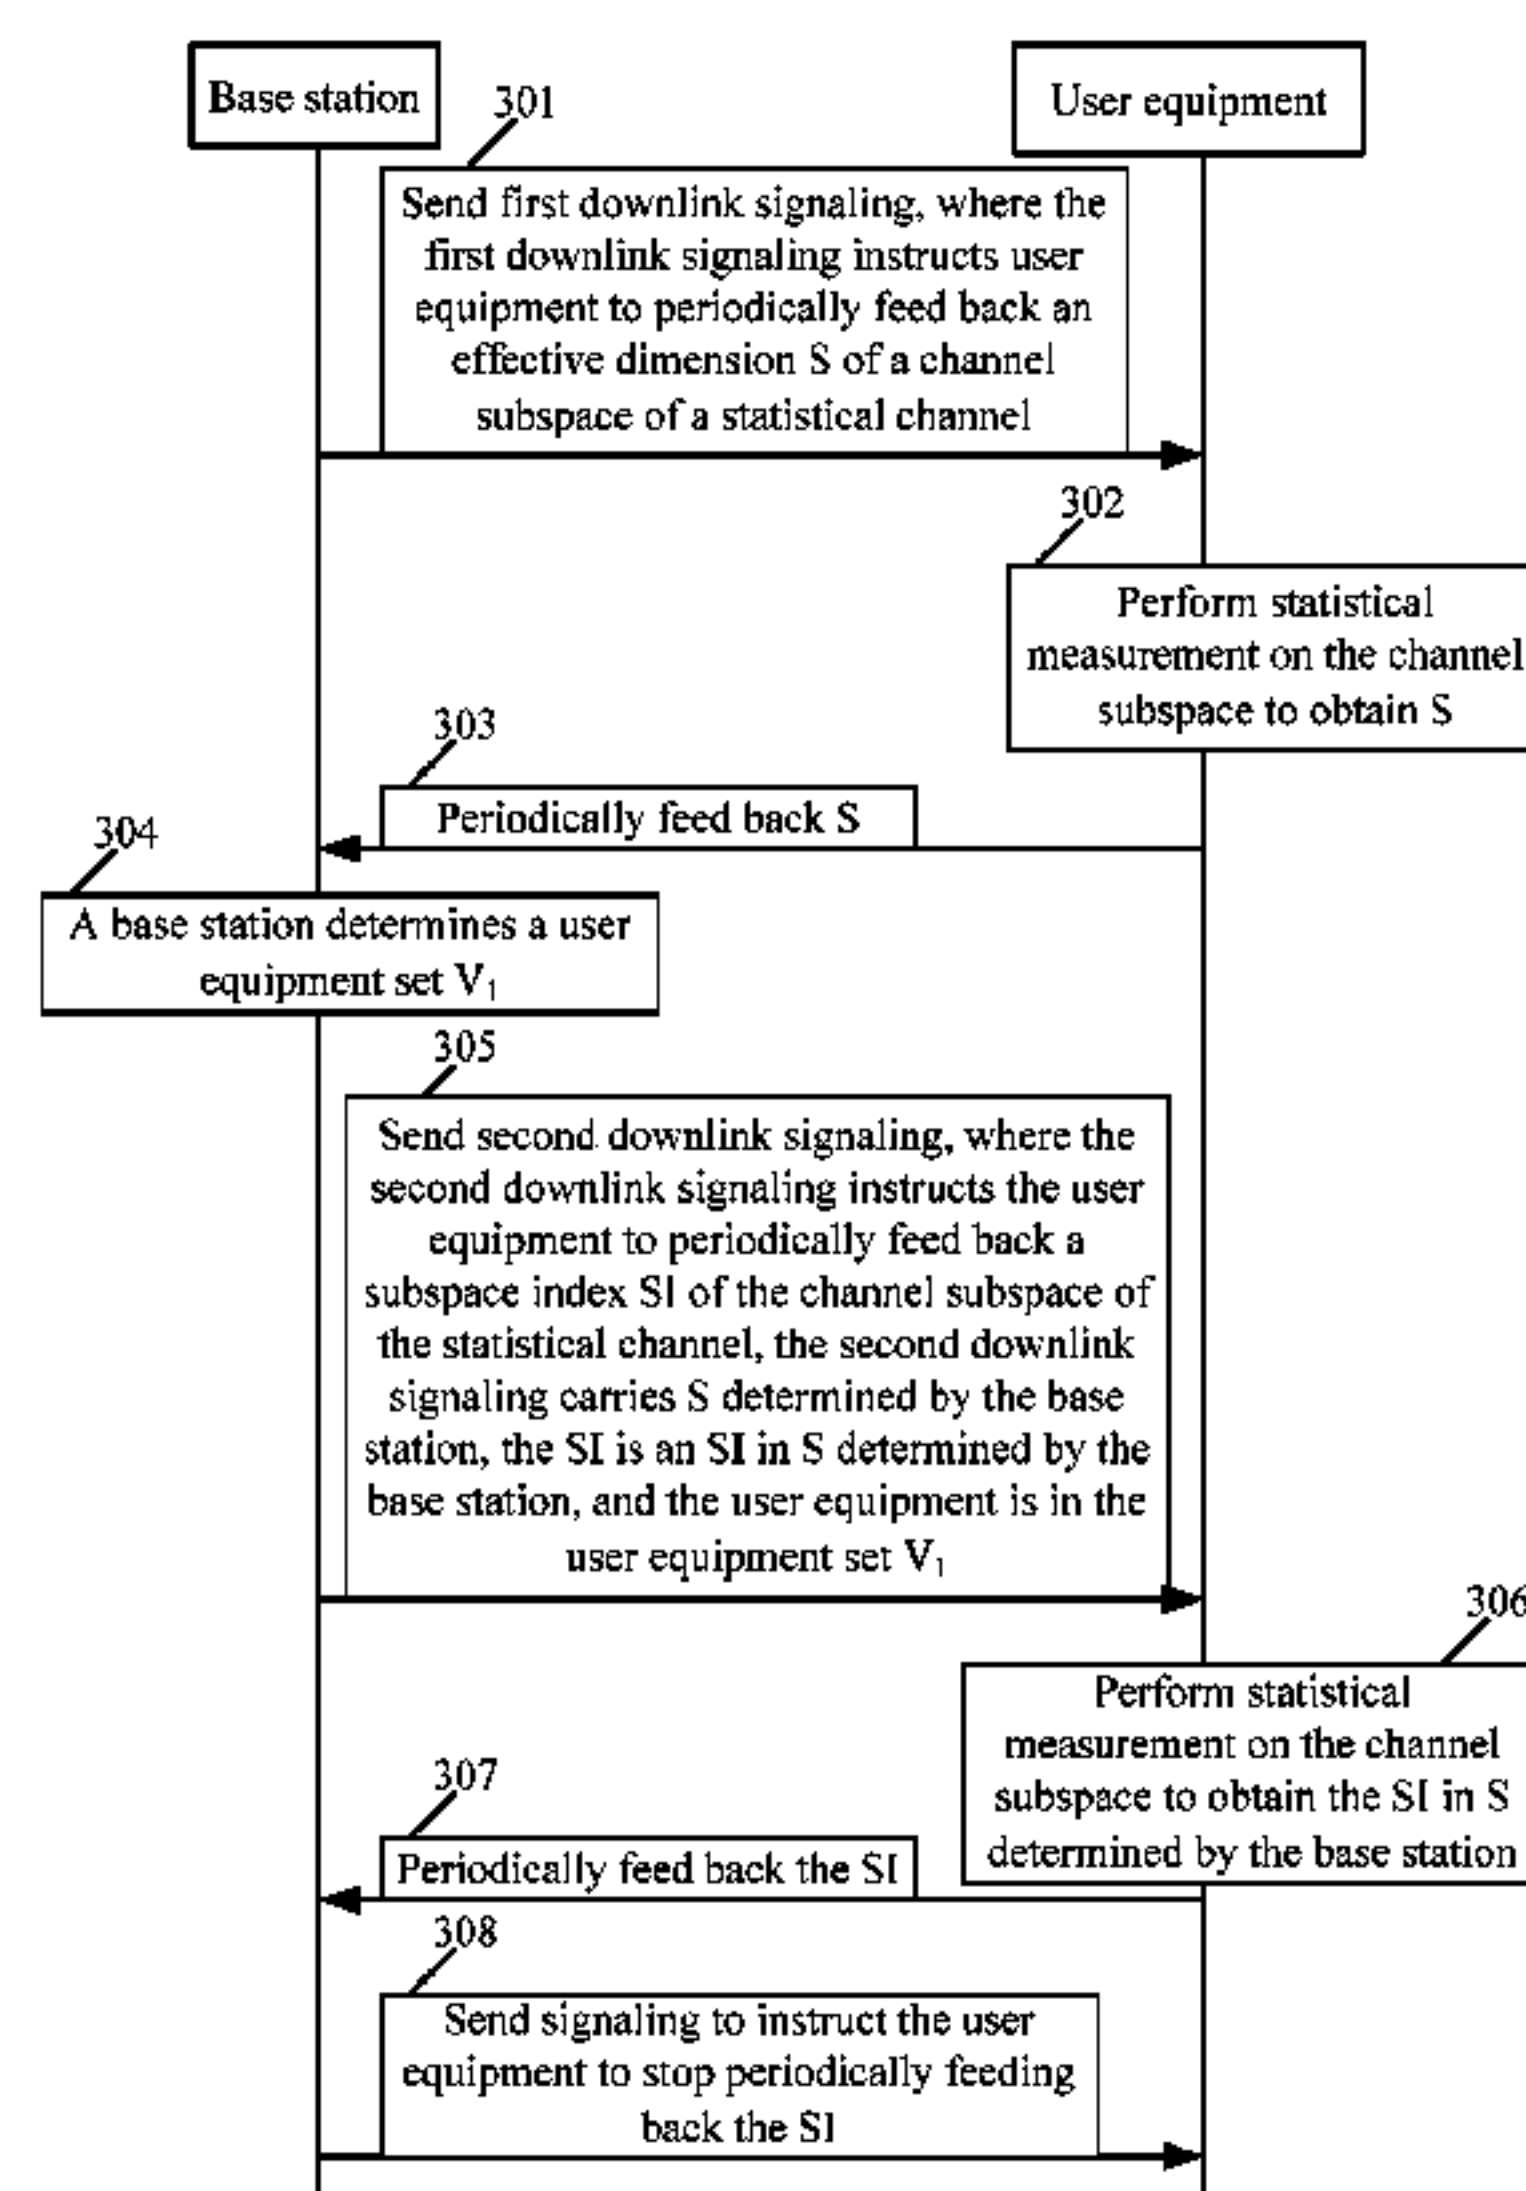 Base station
User equipment
301
Send first downlink signaling, where the
first downlink signaling instructs user
equipment to periodically feed back an
effective dimension S of a channel
subspace of a statistical channel
302
Perform statistical
measurement on the channel
subspace to obtain S
303
Periodically feed back S
304
A base station determines a user
equipment set V₁
305
Send second downlink signaling, where the
second downlink signaling instructs the user
equipment to periodically feed back a
subspace index SI of the channel subspace of
the statistical channel, the second downlink
signaling carries S determined by the base
station, the SI is an SI in S determined by the
base station, and the user equipment is in the
user equipment set V₁
306
Perform statistical
measurement on the channel
subspace to obtain the SI in S
determined by the base station
307
Periodically feed back the SI
308
Send signaling to instruct the user
equipment to stop periodically feeding
back the SI